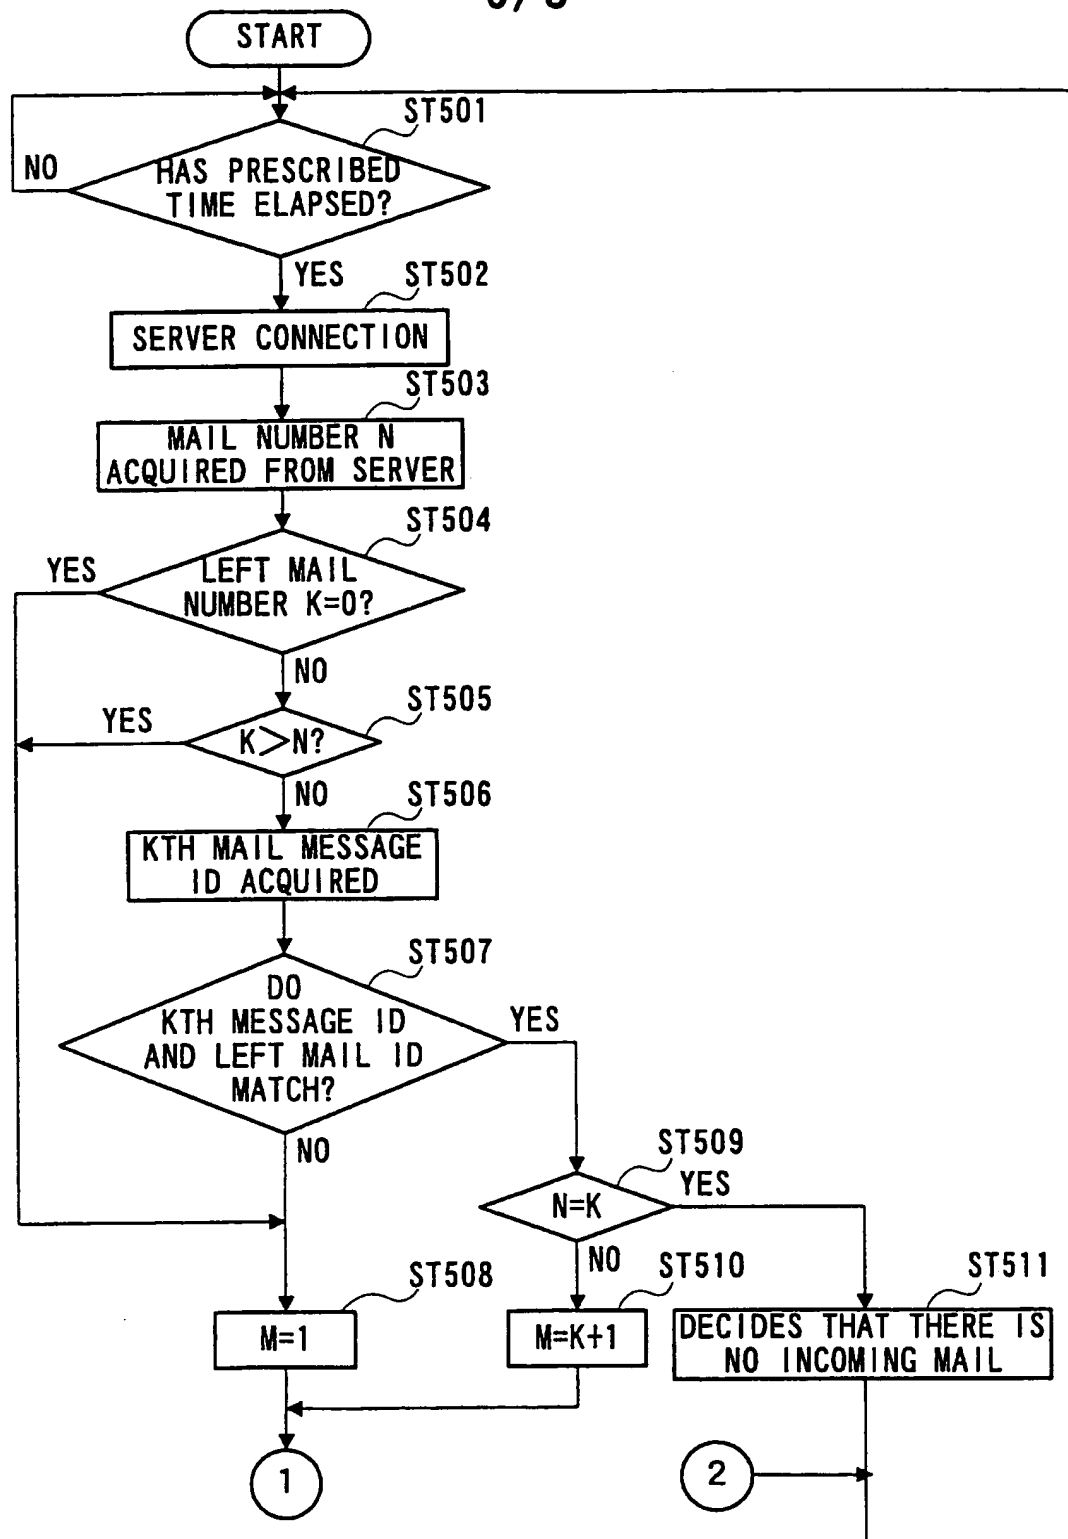 START
ST501
NO
HAS PRESCRIBED
TIME ELAPSED?
YES
ST502
SERVER CONNECTION
ST503
MAIL NUMBER N
ACQUIRED FROM SERVER
ST504
YES
LEFT MAIL
NUMBER K=0?
NO
ST505
YES
K>N?
NO
ST506
KTH MAIL MESSAGE
ID ACQUIRED
ST507
DO
KTH MESSAGE ID
AND LEFT MAIL ID
MATCH?
YES
NO
ST509
N=K
YES
NO
ST508
M=1
ST510
M=K+1
ST511
DECIDES THAT THERE IS
NO INCOMING MAIL
1
2